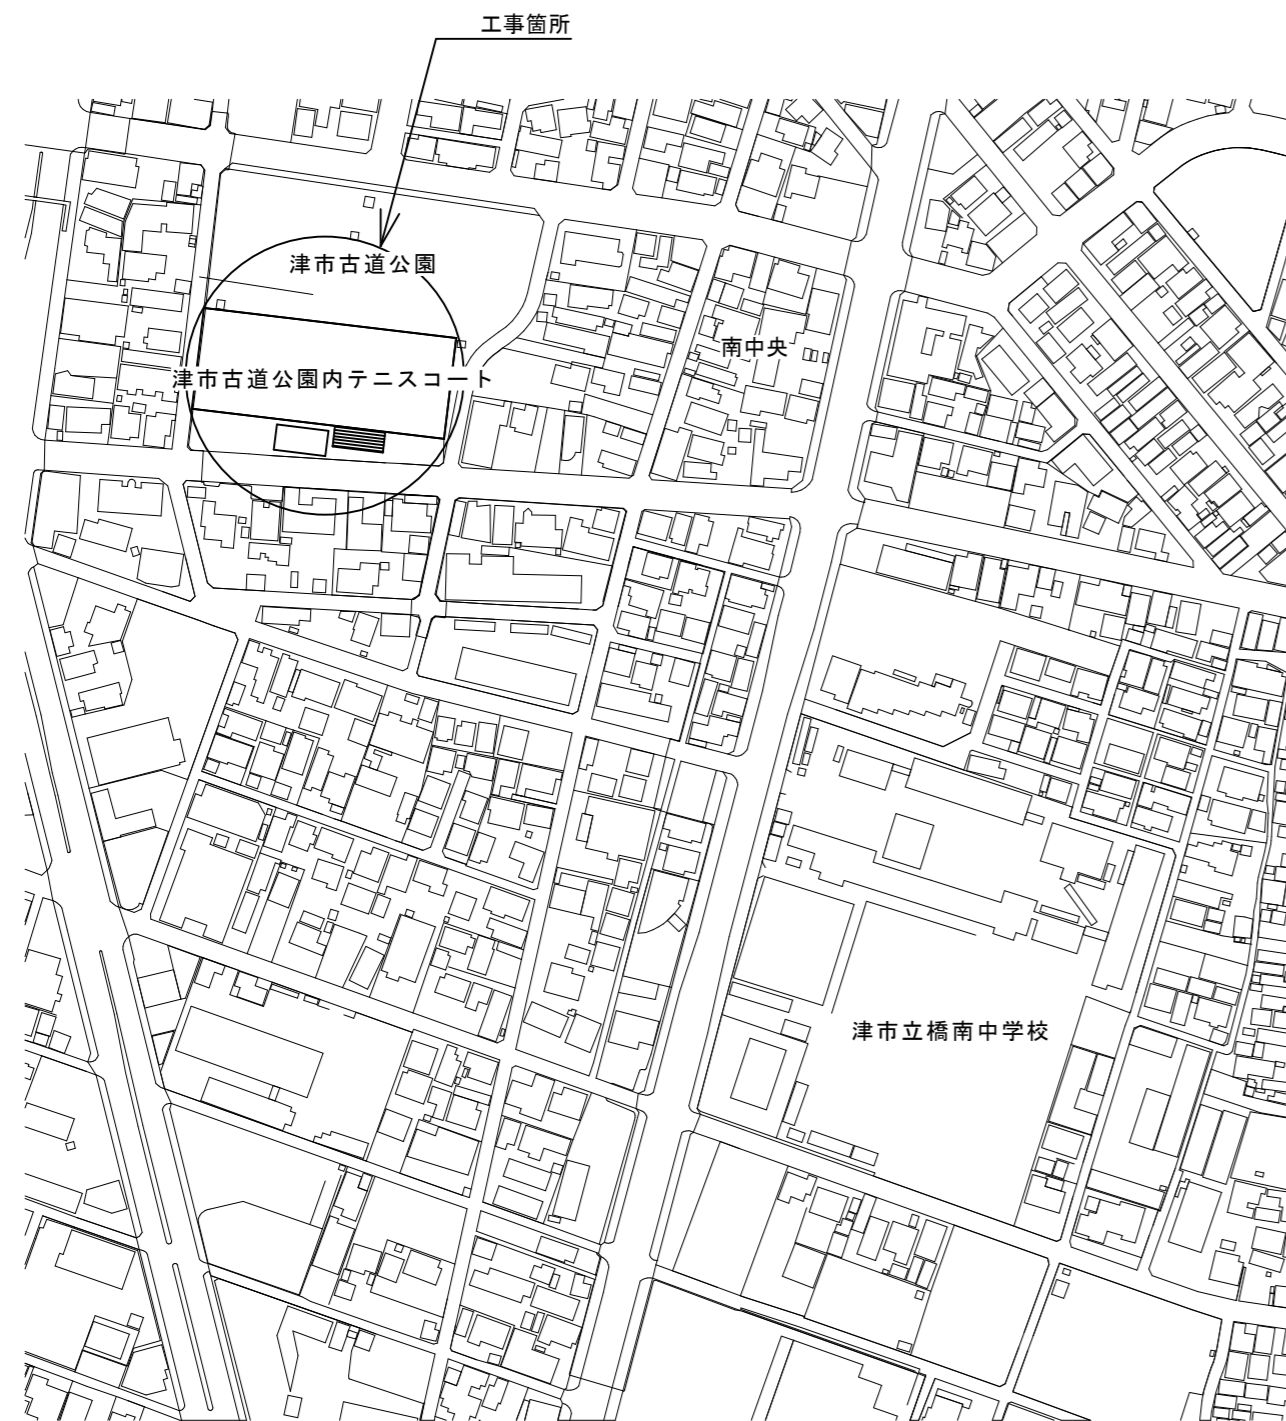 工事箇所
津市古道公園
南中央
津市古道公園内テニスコート
津市立橋南中学校